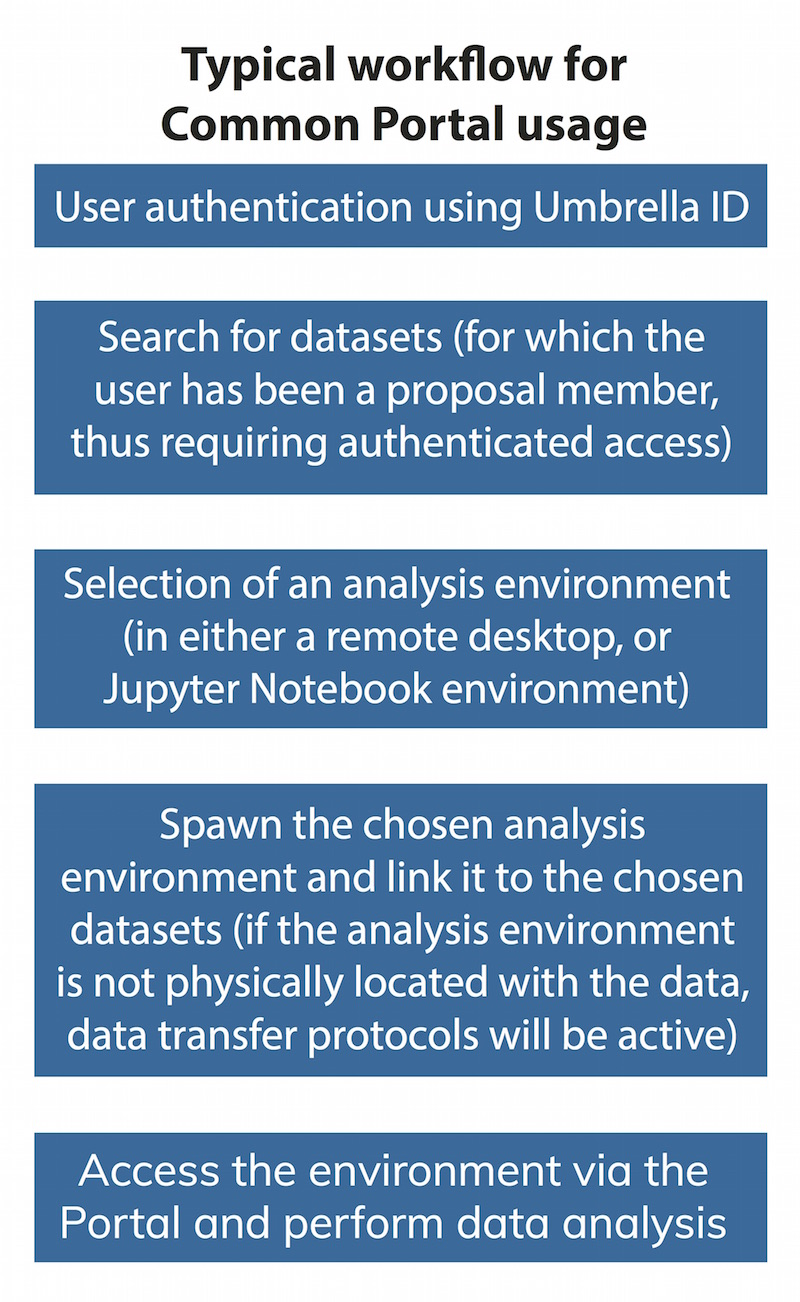 Typical workflow for
Common Portal usage
User authentication using Umbrella ID
Search for datasets (for which the
user has been a proposal member,
thus requiring authenticated access)
Selection of an analysis environment
(in either a remote desktop, or
Jupyter Notebook environment)
Spawn the chosen analysis
environment and link it to the chosen
datasets (if the analysis environment
is not physically located with the data,
data transfer protocols will be active)
Access the environment via the
Portal and perform data analysis